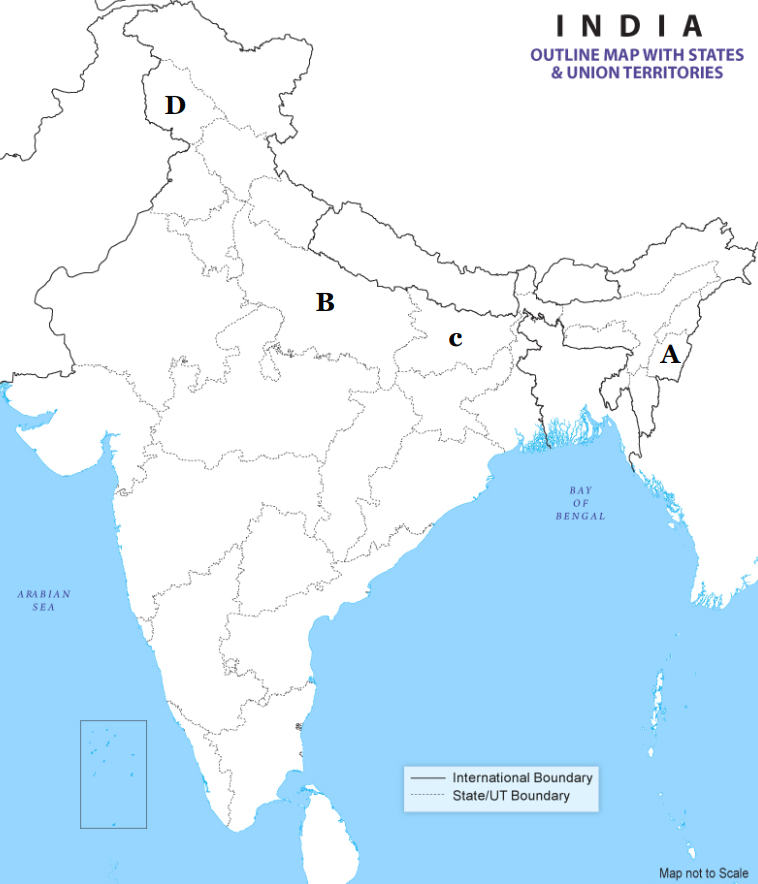 INDIA
OUTLINE MAP WITH STATES
& UNION TERRITORIES
D
B
c
A
BAY
OF
BENGAL
ARABIAN
SEA
International Boundary
State/UT Boundary
Map not to Scale